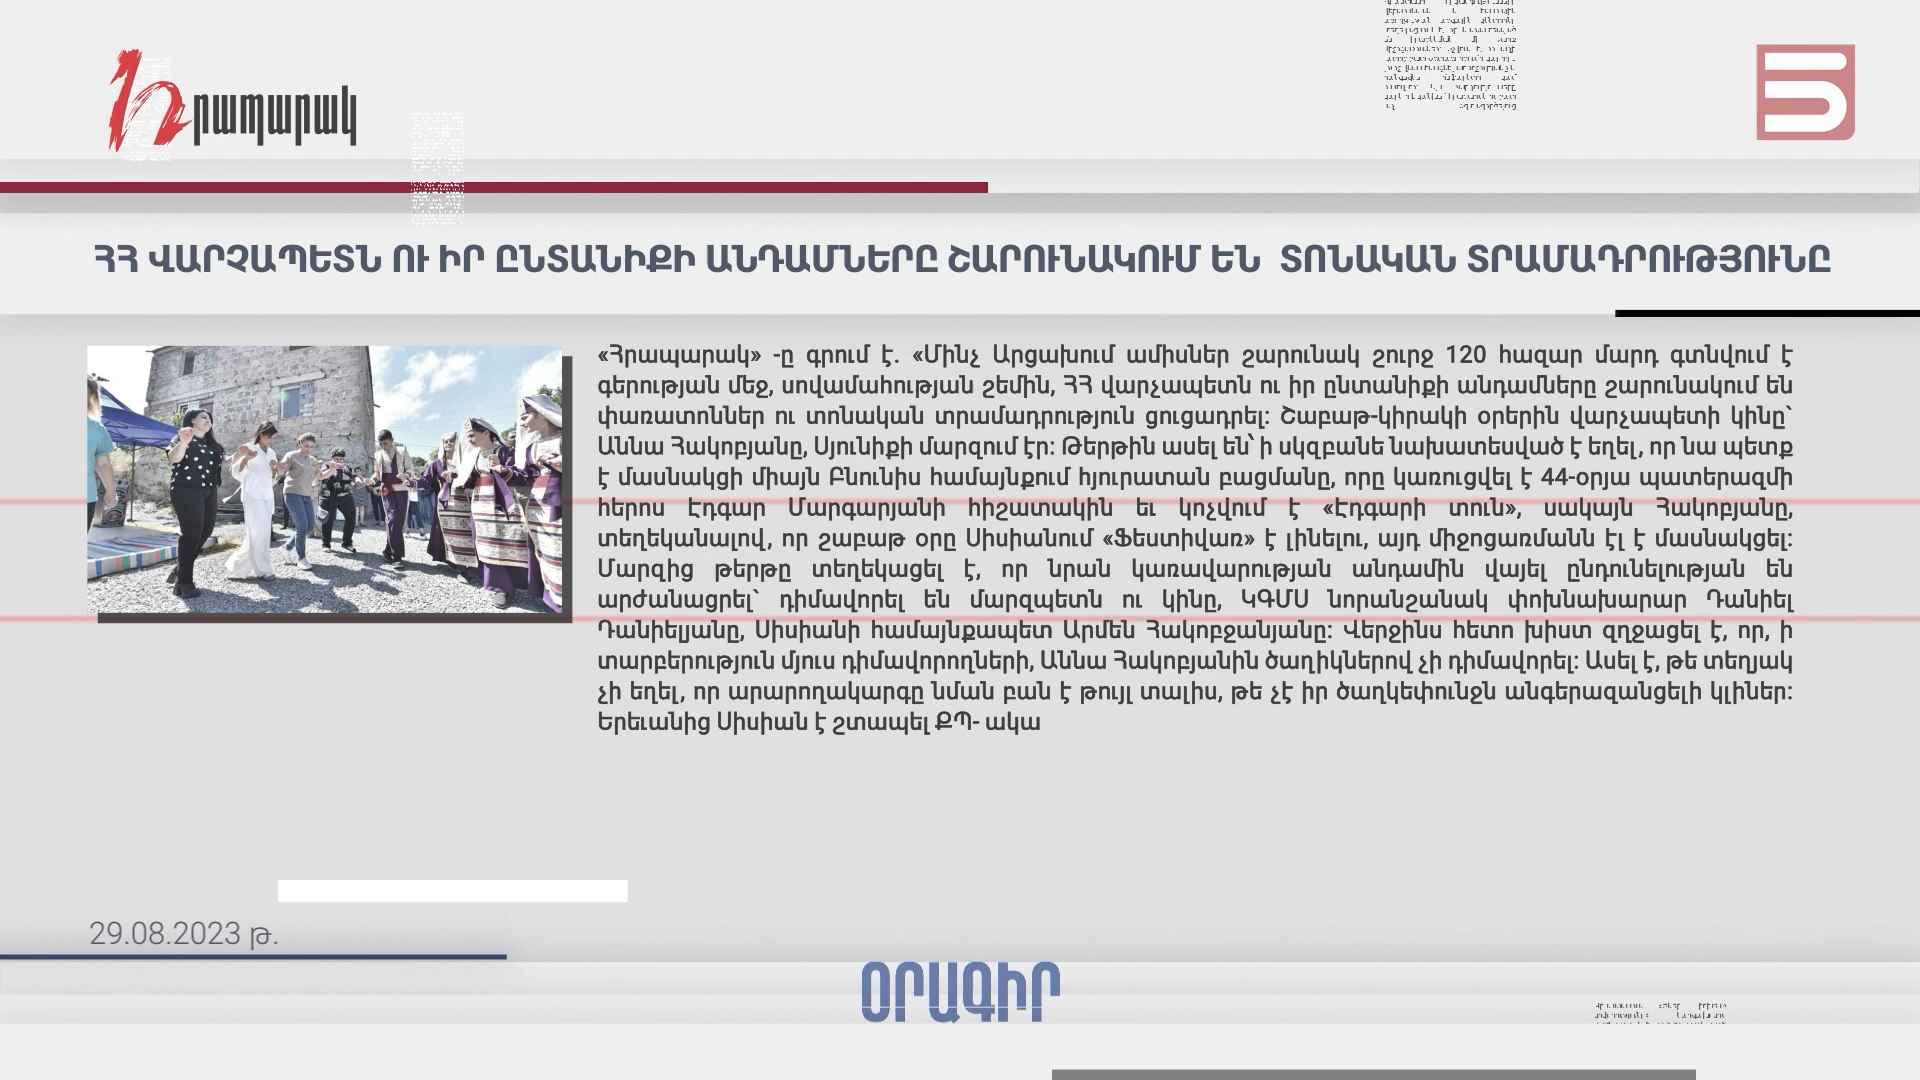 Հրապարակ
ՀՀ ՎԱՐՉԱՊԵՏՆ ՈՒ ԻՐ ԸՆՏԱՆԻՔԻ ԱՆԴԱՄՆԵՐԸ ՇԱՐՈՒՆԱԿՈՒՄ ԵՆ ՏՈՆԱԿԱՆ ՏՐԱՄԱԴՐՈՒԹՅՈՒՆԸ
«Հրապարակ» -ը գրում է. «Մինչ Արցախում ամիսներ շարունակ շուրջ 120 հազար մարդ գտնվում է
գերության մեջ, սովամահության շեմին, ՀՀ վարչապետն ու իր ընտանիքի անդամները շարունակում են
փառատոններ ու տոնական տրամադրություն ցուցադրել: Շաբաթ-կիրակի օրերին վարչապետի կինը՝
Աննա Հակոբյանը, Սյունիքի մարզում էր: Թերթին ասել են՝ ի սկզբանե նախատեսված է եղել, որ նա պետք
է մասնակցի միայն Բնունիս համայնքում հյուրատան բացմանը, որը կառուցվել է 44-օրյա պատերազմի
հերոս Էդգար Մարգարյանի հիշատակին եւ կոչվում է «Էդգարի տուն», սակայն Հակոբյանը,
տեղեկանալով, որ շաբաթ օրը Սիսիանում «Ֆեստիվառ» է լինելու, այդ միջոցառմանն էլ է մասնակցել:
Մարզից թերթը տեղեկացել է, որ նրան կառավարության անդամին վայել ընդունելության են
արժանացրել՝ դիմավորել են մարզպետն ու կինը, ԿԳՄՍ նորանշանակ փոխնախարար Դանիել
Դանիելյանը, Սիսիանի համայնքապետ Արմեն Հակոբջանյանը: Վերջինս հետո խիստ զղջացել է, որ, ի
տարբերություն մյուս դիմավորողների, Աննա Հակոբյանին ծաղիկներով չի դիմավորել: Ասել է, թե տեղյակ
չի եղել, որ արարողակարգը նման բան է թույլ տալիս, թե չէ իր ծաղկեփունջն անգերազանցելի կլիներ:
Երեւանից Սիսիան է շտապել ՔՊ- ակա
29.08.2023 թ.
ՕՐԱԳԻՐ